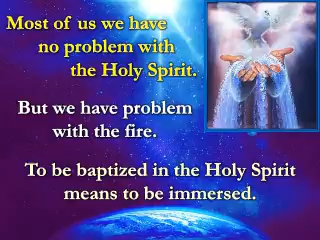 Most of us we have
no problem with
the Holy Spirit.
But we have problem
with the fire.
To be baptized in the Holy Spirit
means to be immersed.